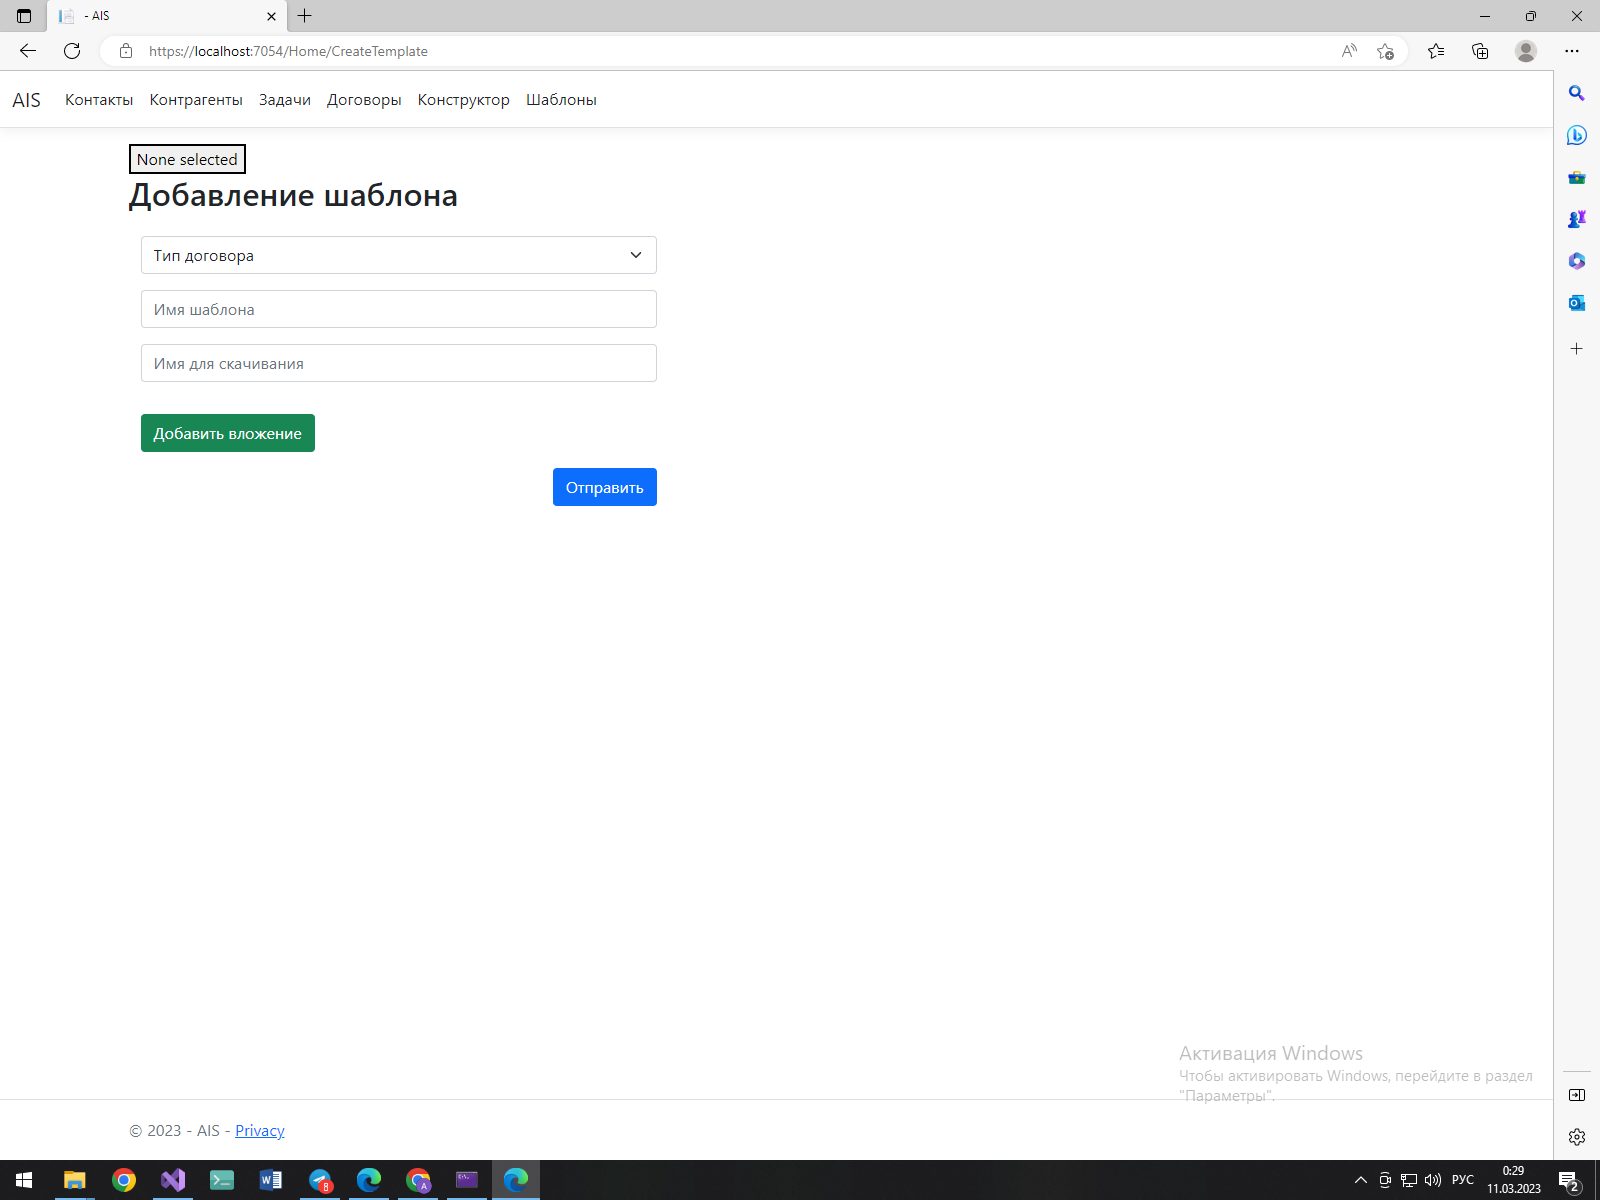 - AIS
https://localhost:7054/Home/CreateTemplate
AIS Контакты Контрагенты Задачи Договоры Конструктор Шаблоны
None selected
Добавление шаблона
Тип договора
Имя шаблона
Имя для скачивания
Добавить вложение
Отправить
Активация Windows
Чтобы активировать Windows, перейдите в раздел
"Параметры".
© 2023 - AIS - Privacy
8
A
РУС
0:29
11.03.2023
2